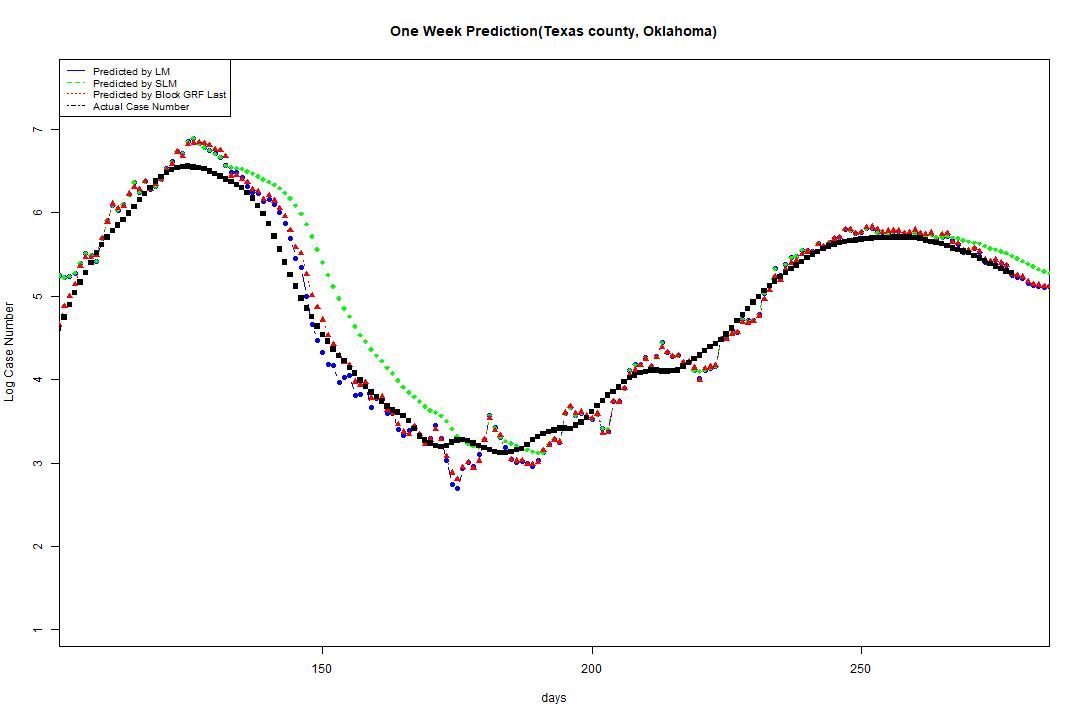 One Week Prediction(Texas county, Oklahoma)
Predicted by LM
Predicted by SLM
Predicted by Block GRF Last
Actual Case Number
7
6
5
4
3
2
1
Log Case Number
150
200
250
days